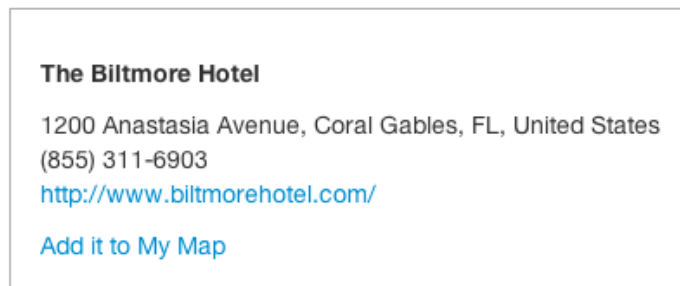 The Biltmore Hotel
1200 Anastasia Avenue, Coral Gables, FL, United States
(855) 311-6903
http://www.biltmorehotel.com/
Add it to My Map